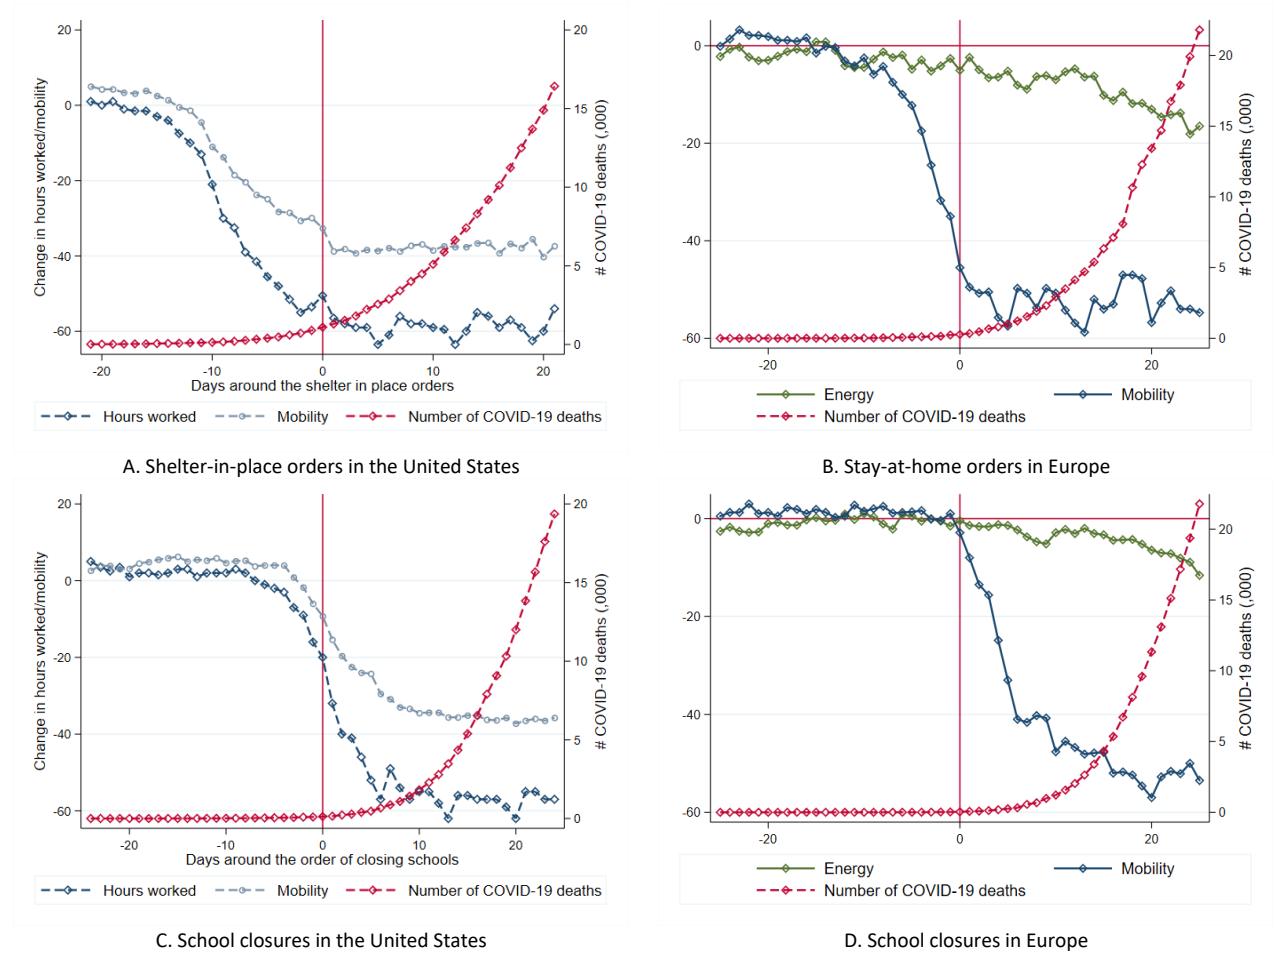 20
0
-20
-40
-60
Change in hours worked/mobility
20
15
10
5
0
# COVID-19 deaths (,000)
-20 -10 0 10 20
Days around the shelter in place orders
Hours worked Mobility Number of COVID-19 deaths
A. Shelter-in-place orders in the United States
0
-20
-40
-60
20
15
10
5
0
# COVID-19 deaths (,000)
-20 0 20
Energy Mobility
Number of COVID-19 deaths
B. Stay-at-home orders in Europe
20
0
-20
-40
-60
Change in hours worked/mobility
20
15
10
5
0
# COVID-19 deaths (,000)
-20 -10 0 10 20
Days around the order of closing schools
Hours worked Mobility Number of COVID-19 deaths
C. School closures in the United States
0
-20
-40
-60
20
15
10
5
0
# COVID-19 deaths (,000)
-20 0 20
Energy Mobility
Number of COVID-19 deaths
D. School closures in Europe